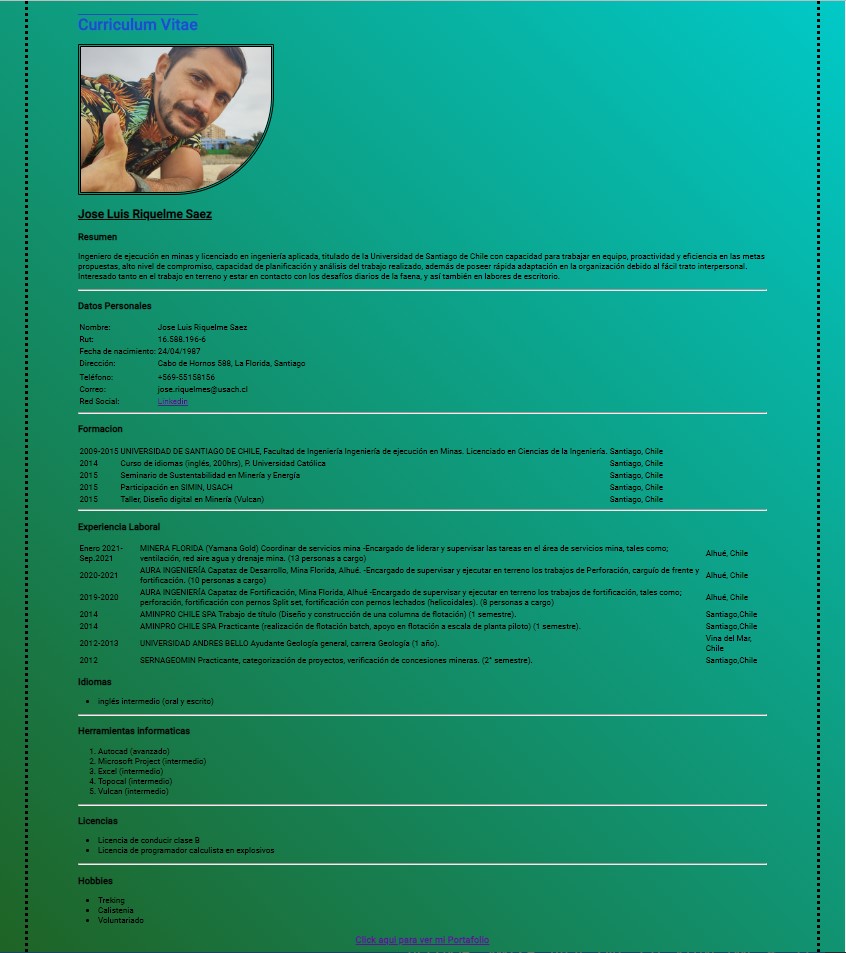 Curriculum Vitae
Jose Luis Riquelme Saez
Resumen
Ingeniero de ejecución en minas y licenciado en ingeniería aplicada, titulado de la Universidad de Santiago de Chile con capacidad para trabajar en equipo, proactividad y eficiencia en las metas
propuestas, alto nivel de compromiso, capacidad de planificación y análisis del trabajo realizado, además de poseer rápida adaptación en la organización debido al fácil trato interpersonal.
Interesado tanto en el trabajo en terreno y estar en contacto con los desafíos diarios de la faena, y así también en labores de escritorio.
Datos Personales
Nombre: Jose Luis Riquelme Saez
Rut: 16.588.196-6
Fecha de nacimiento: 24/04/1987
Dirección: Cabo de Hornos 588, La Florida, Santiago
Teléfono: +569-55158156
Correo: jose.riquelmes@usach.cl
Red Social: Linkedin
Formacion
2009-2015 UNIVERSIDAD DE SANTIAGO DE CHILE, Facultad de Ingeniería Ingeniería de ejecución en Minas. Licenciado en Ciencias de la Ingeniería. Santiago, Chile
2014 Curso de idiomas (inglés, 200hrs), P. Universidad Católica Santiago, Chile
2015 Seminario de Sustentabilidad en Minería y Energía Santiago, Chile
2015 Participación en SIMIN, USACH Santiago, Chile
2015 Taller, Diseño digital en Minería (Vulcan) Santiago, Chile
Experiencia Laboral
Enero 2021- MINERA FLORIDA (Yamana Gold) Coordinar de servicios mina -Encargado de liderar y supervisar las tareas en el área de servicios mina, tales como; Alhué, Chile
Sep.2021 ventilación, red aire agua y drenaje mina. (13 personas a cargo)
2020-2021 AURA INGENIERÍA Capataz de Desarrollo, Mina Florida, Alhué. -Encargado de supervisar y ejecutar en terreno los trabajos de Perforación, carguío de frente y Alhué, Chile
fortificación. (10 personas a cargo)
2019-2020 AURA INGENIERÍA Capataz de Fortificación, Mina Florida, Alhué -Encargado de supervisar y ejecutar en terreno los trabajos de fortificación, tales como; Alhué, Chile
perforación, fortificación con pernos Split set, fortificación con pernos lechados (helicoidales). (8 personas a cargo)
2014 AMINPRO CHILE SPA Trabajo de título (Diseño y construcción de una columna de flotación) (1 semestre). Santiago,Chile
2014 AMINPRO CHILE SPA Practicante (realización de flotación batch, apoyo en flotación a escala de planta piloto) (1 semestre). Santiago,Chile
2012-2013 UNIVERSIDAD ANDRES BELLO Ayudante Geología general, carrera Geología (1 año). Vina del Mar,
Chile
2012 SERNAGEOMIN Practicante, categorización de proyectos, verificación de concesiones mineras. (2° semestre). Santiago,Chile
Idiomas
• inglés intermedio (oral y escrito)
Herramientas informaticas
1. Autocad (avanzado)
2. Microsoft Project (intermedio)
3. Excel (intermedio)
4. Topocal (intermedio)
5. Vulcan (intermedio)
Licencias
• Licencia de conducir clase B
• Licencia de programador calculista en explosivos
Hobbies
• Treking
• Calistenia
• Voluntariado
Click aqui para ver mi Portafolio